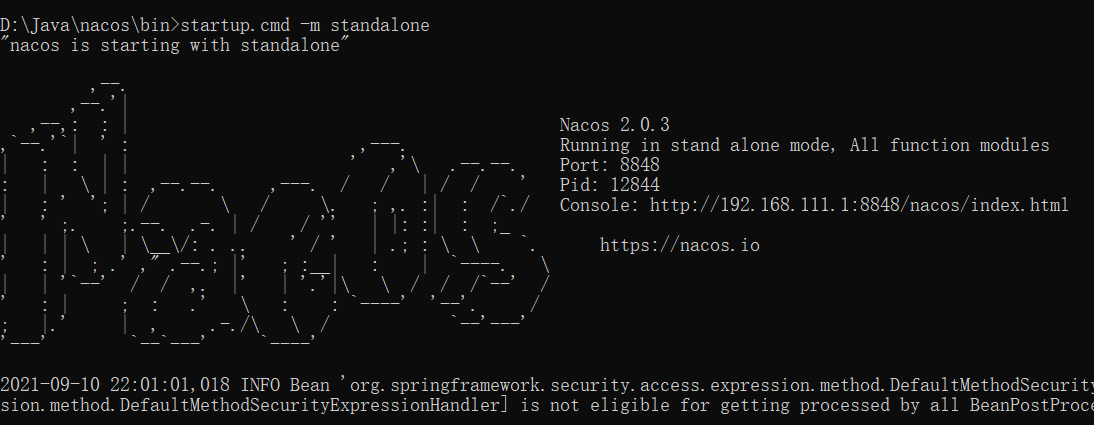 D:\Java\nacos\bin>startup.cmd -m standalone
"nacos is starting with standalone"
Nacos 2.0.3
Running in stand alone mode, All function modules
Port: 8848
Pid: 12844
Console: http://192.168.111.1:8848/nacos/index.html
https://nacos.io
2021-09-10 22:01:01,018 INFO Bean 'org.springframework.security.access.expression.method.DefaultMethodSecurity
sion.method.DefaultMethodSecurityExpressionHandler] is not eligible for getting processed by all BeanPostProce